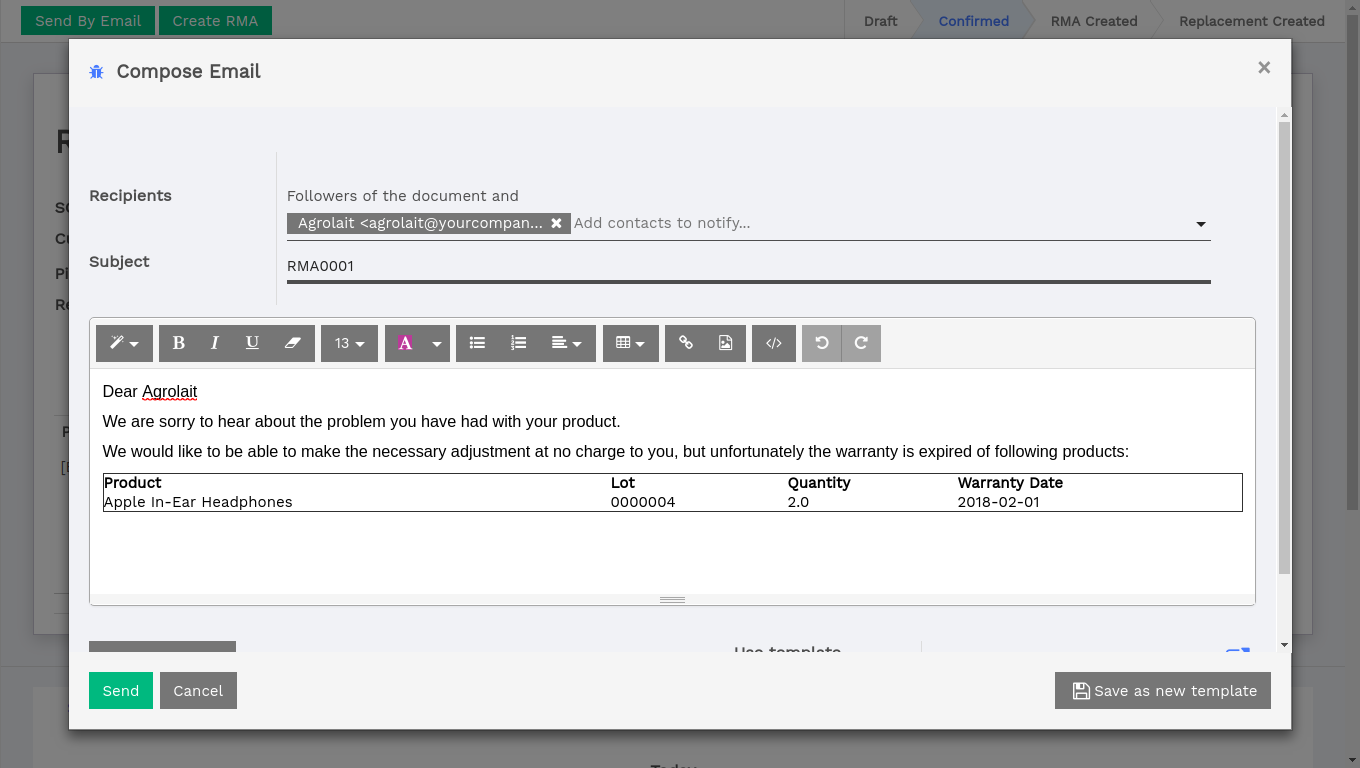 Send By Email Create RMA Draft Confirmed RMA Created Replacement Created
Compose Email ×
Recipients Followers of the document and
Agrolait <agrolait@yourcompan... Add contacts to notify...
Subject RMA0001
B I U 13 A </>
Dear Agrolait
We are sorry to hear about the problem you have had with your product.
We would like to be able to make the necessary adjustment at no charge to you, but unfortunately the warranty is expired of following products:
Product Lot Quantity Warranty Date
Apple In-Ear Headphones 0000004 2.0 2018-02-01
Use template
Send Cancel Save as new template
Today